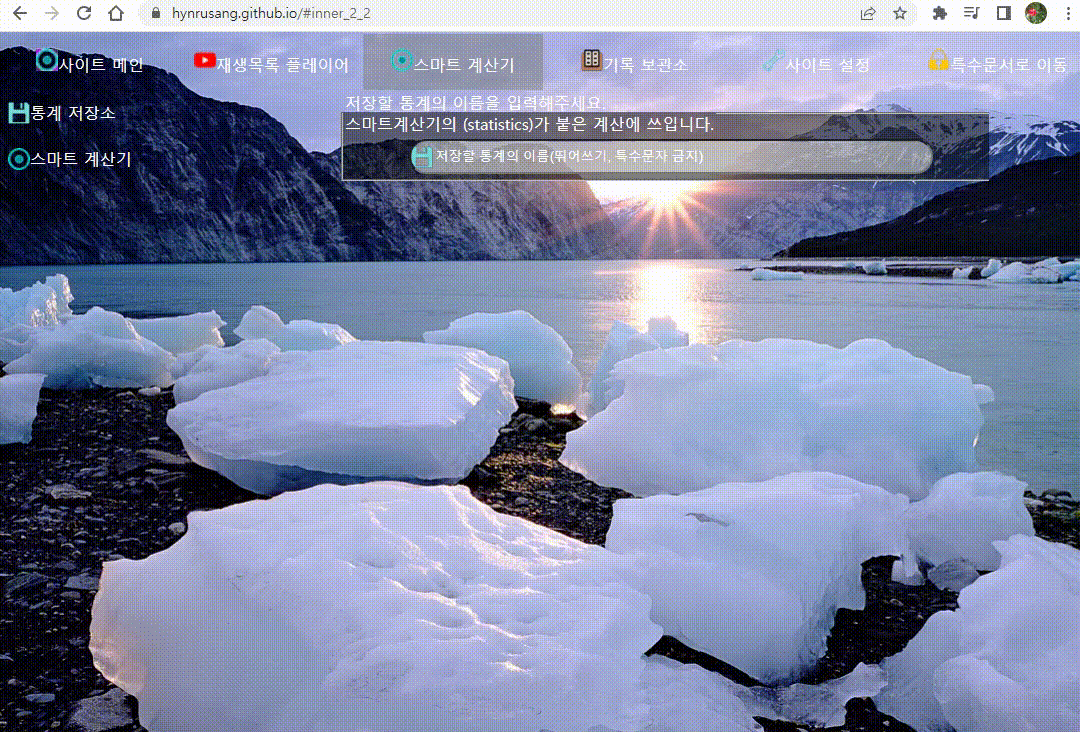 hynrusang.github.io/#inner_2_2
사이트 메인
재생목록 플레이어
스마트 계산기
기록 보관소
사이트 설정
특수문서로 이동
통계 저장소
스마트 계산기
저장할 통계의 이름을 입력해주세요.
스마트계산기의 (statistics)가 붙은 계산에 쓰입니다.
저장할 통계의 이름(뛰어쓰기, 특수문자 금지)